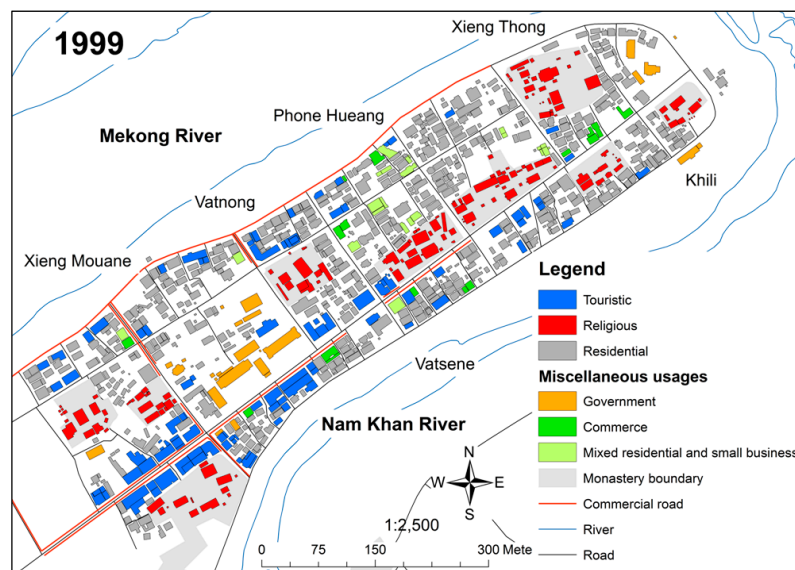 1999
Xieng Thong
Phone Hueang
Mekong River
Vatnong
Khili
Xieng Mouane
Vatsene
Nam Khan River
Legend
Touristic
Religious
Residential
Miscellaneous usages
Government
Commerce
Mixed residential and small business
Monastery boundary
Commercial road
River
Road
N
W E
S
1:2,500
0 75 150 300 Mete